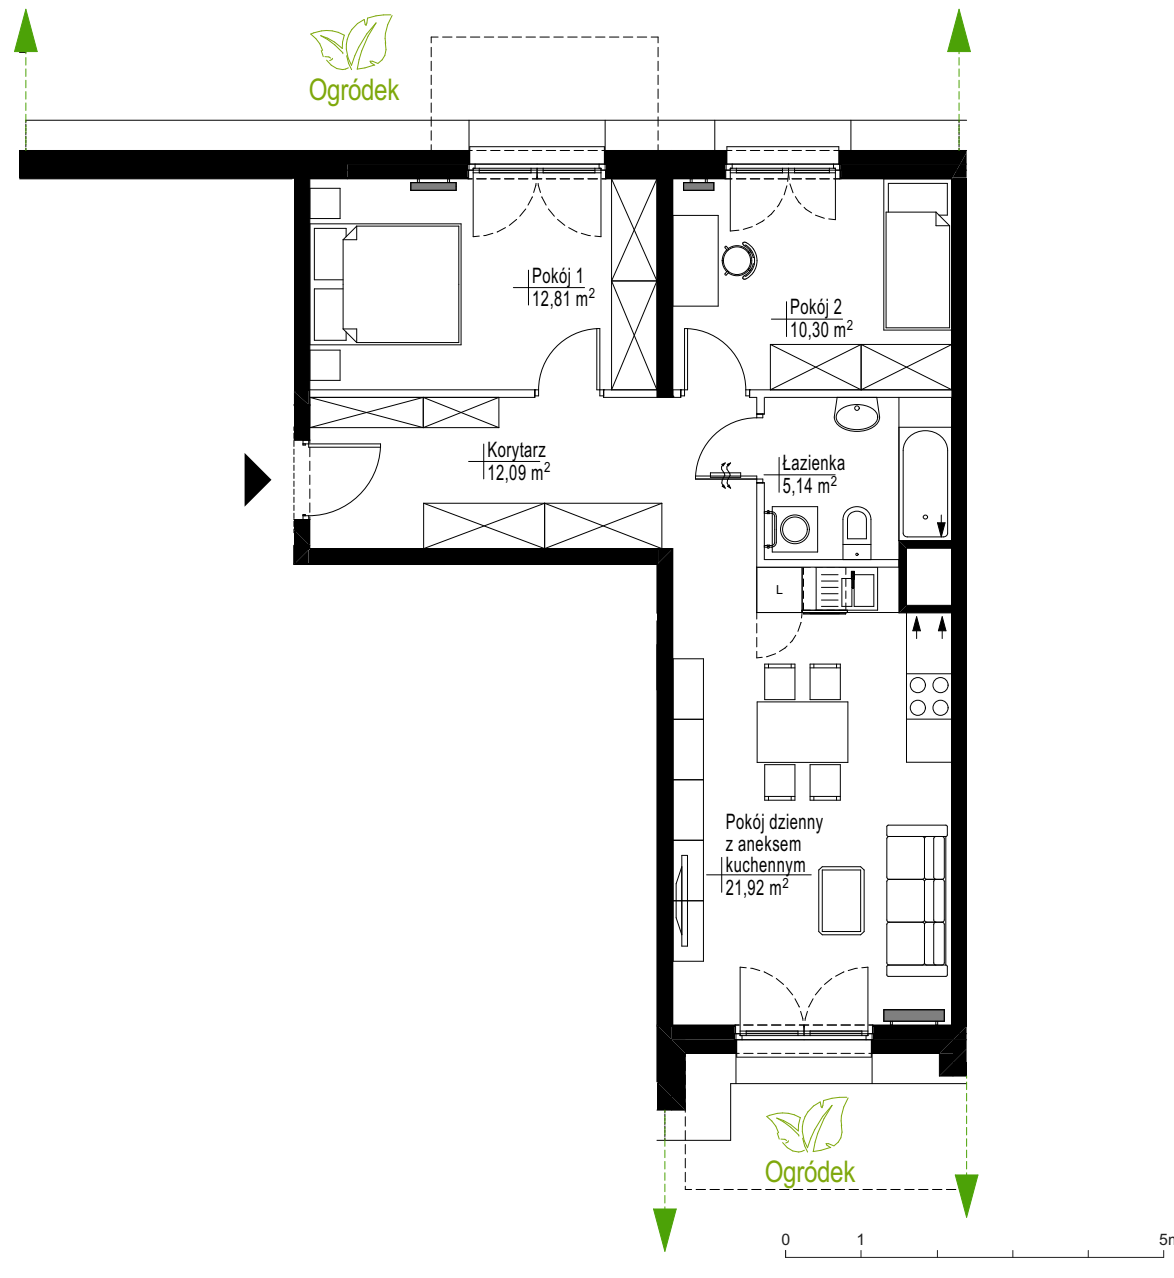 Ogródek
Pokój 1
12,81 m²
Pokój 2
10,30 m²
Korytarz
12,09 m²
Łazienka
5,14 m²
L
Pokój dzienny
z aneksem
kuchennym
21,92 m²
Ogródek
0 1 5m